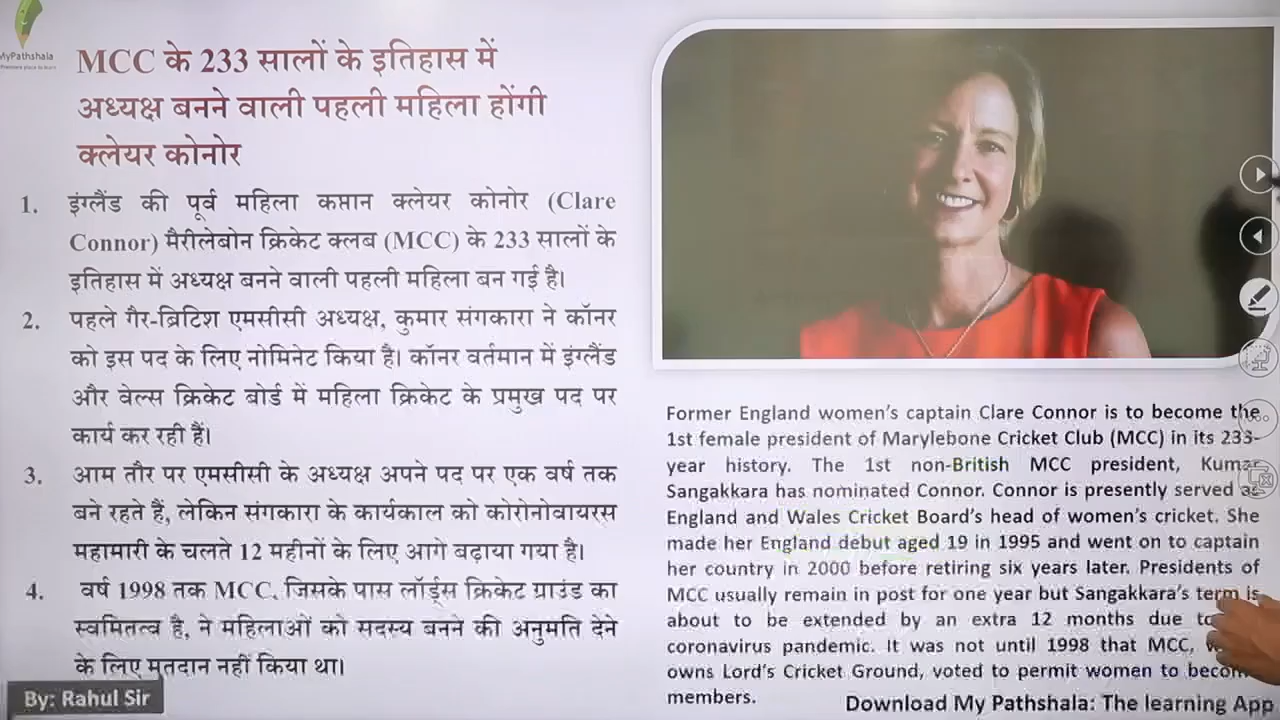 MyPathshala
MCC के 233 सालों के इतिहास में
अध्यक्ष बनने वाली पहली महिला होंगी
क्लेयर कोनोर
1. इंग्लैंड की पूर्व महिला कप्तान क्लेयर कोनोर (Clare
Connor) मैरीलेबोन क्रिकेट क्लब (MCC) के 233 सालों के
इतिहास में अध्यक्ष बनने वाली पहली महिला बन गई है।
2. पहले गैर-ब्रिटिश एमसीसी अध्यक्ष, कुमार संगकारा ने कॉनर
को इस पद के लिए नोमिनेट किया है। कॉनर वर्तमान में इंग्लैंड
और वेल्स क्रिकेट बोर्ड में महिला क्रिकेट के प्रमुख पद पर
कार्य कर रही हैं।
3. आम तौर पर एमसीसी के अध्यक्ष अपने पद पर एक वर्ष तक
बने रहते हैं, लेकिन संगकारा के कार्यकाल को कोरोनोवायरस
महामारी के चलते 12 महीनों के लिए आगे बढ़ाया गया है।
4. वर्ष 1998 तक MCC, जिसके पास लॉर्ड्स क्रिकेट ग्राउंड का
स्वमितत्व है, ने महिलाओं को सदस्य बनने की अनुमति देने
के लिए मतदान नहीं किया था।
By: Rahul Sir
Former England women's captain Clare Connor is to become the
1st female president of Marylebone Cricket Club (MCC) in its 233-
year history. The 1st non-British MCC president, Kumar
Sangakkara has nominated Connor. Connor is presently served as
England and Wales Cricket Board's head of women's cricket. She
made her England debut aged 19 in 1995 and went on to captain
her country in 2000 before retiring six years later. Presidents of
MCC usually remain in post for one year but Sangakkara's term is
about to be extended by an extra 12 months due to
coronavirus pandemic. It was not until 1998 that MCC,
owns Lord's Cricket Ground, voted to permit women to become
members.
Download My Pathshala: The learning App